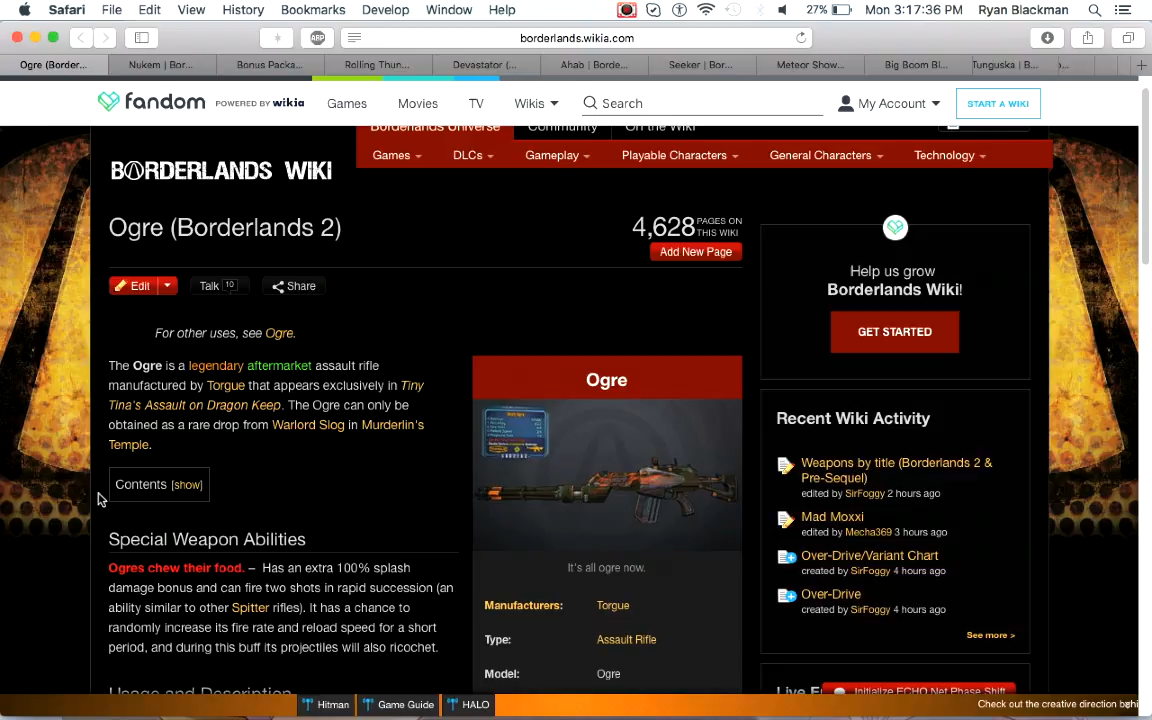 Safari File Edit View History Bookmarks Develop Window Help 27% Mon 3:17:36 PM Ryan Blackman
ABP borderlands.wikia.com
Ogre (Border... Nukem | Bor... Bonus Packa... Rolling Thun... Devastator (... Ahab | Borde... Seeker | Bor... Meteor Show... Big Boom Bl... Tunguska | B...
fandom POWERED BY wikia Games Movies TV Wikis Search My Account START A WIKI
Borderlands Universe Community On the Wiki
BORDERLANDS WIKI Games DLCs Gameplay Playable Characters General Characters Technology
Ogre (Borderlands 2)
4,628 PAGES ON THIS WIKI
Add New Page
Edit Talk 10 Share
For other uses, see Ogre.
The Ogre is a legendary aftermarket assault rifle
manufactured by Torgue that appears exclusively in Tiny
Tina's Assault on Dragon Keep. The Ogre can only be
obtained as a rare drop from Warlord Slog in Murderlin's
Temple.
Contents [show]
Special Weapon Abilities
Ogres chew their food. – Has an extra 100% splash
damage bonus and can fire two shots in rapid succession (an
ability similar to other Spitter rifles). It has a chance to
randomly increase its fire rate and reload speed for a short
period, and during this buff its projectiles will also ricochet.
Usage and Description
Ogre
It's all ogre now.
Manufacturers: Torgue
Type: Assault Rifle
Model: Ogre
Help us grow
Borderlands Wiki!
GET STARTED
Recent Wiki Activity
Weapons by title (Borderlands 2 &
Pre-Sequel)
edited by SirFoggy 2 hours ago
Mad Moxxi
edited by Mecha369 3 hours ago
Over-Drive/Variant Chart
created by SirFoggy 4 hours ago
Over-Drive
created by SirFoggy 4 hours ago
See more >
Initialize ECHO Net Phase Shift
Hitman Game Guide HALO Check out the creative direction behi